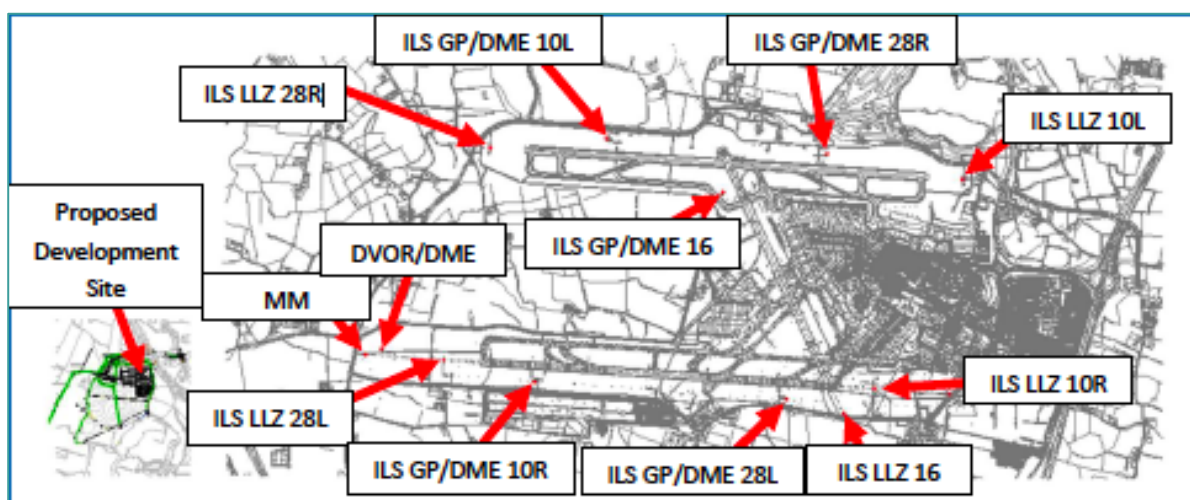 ILS GP/DME 10L
ILS GP/DME 28R
ILS LLZ 28R
ILS LLZ 10L
Proposed
Development
Site
ILS GP/DME 16
DVOR/DME
MM
ILS LLZ 10R
ILS LLZ 28L
ILS GP/DME 10R
ILS GP/DME 28L
ILS LLZ 16